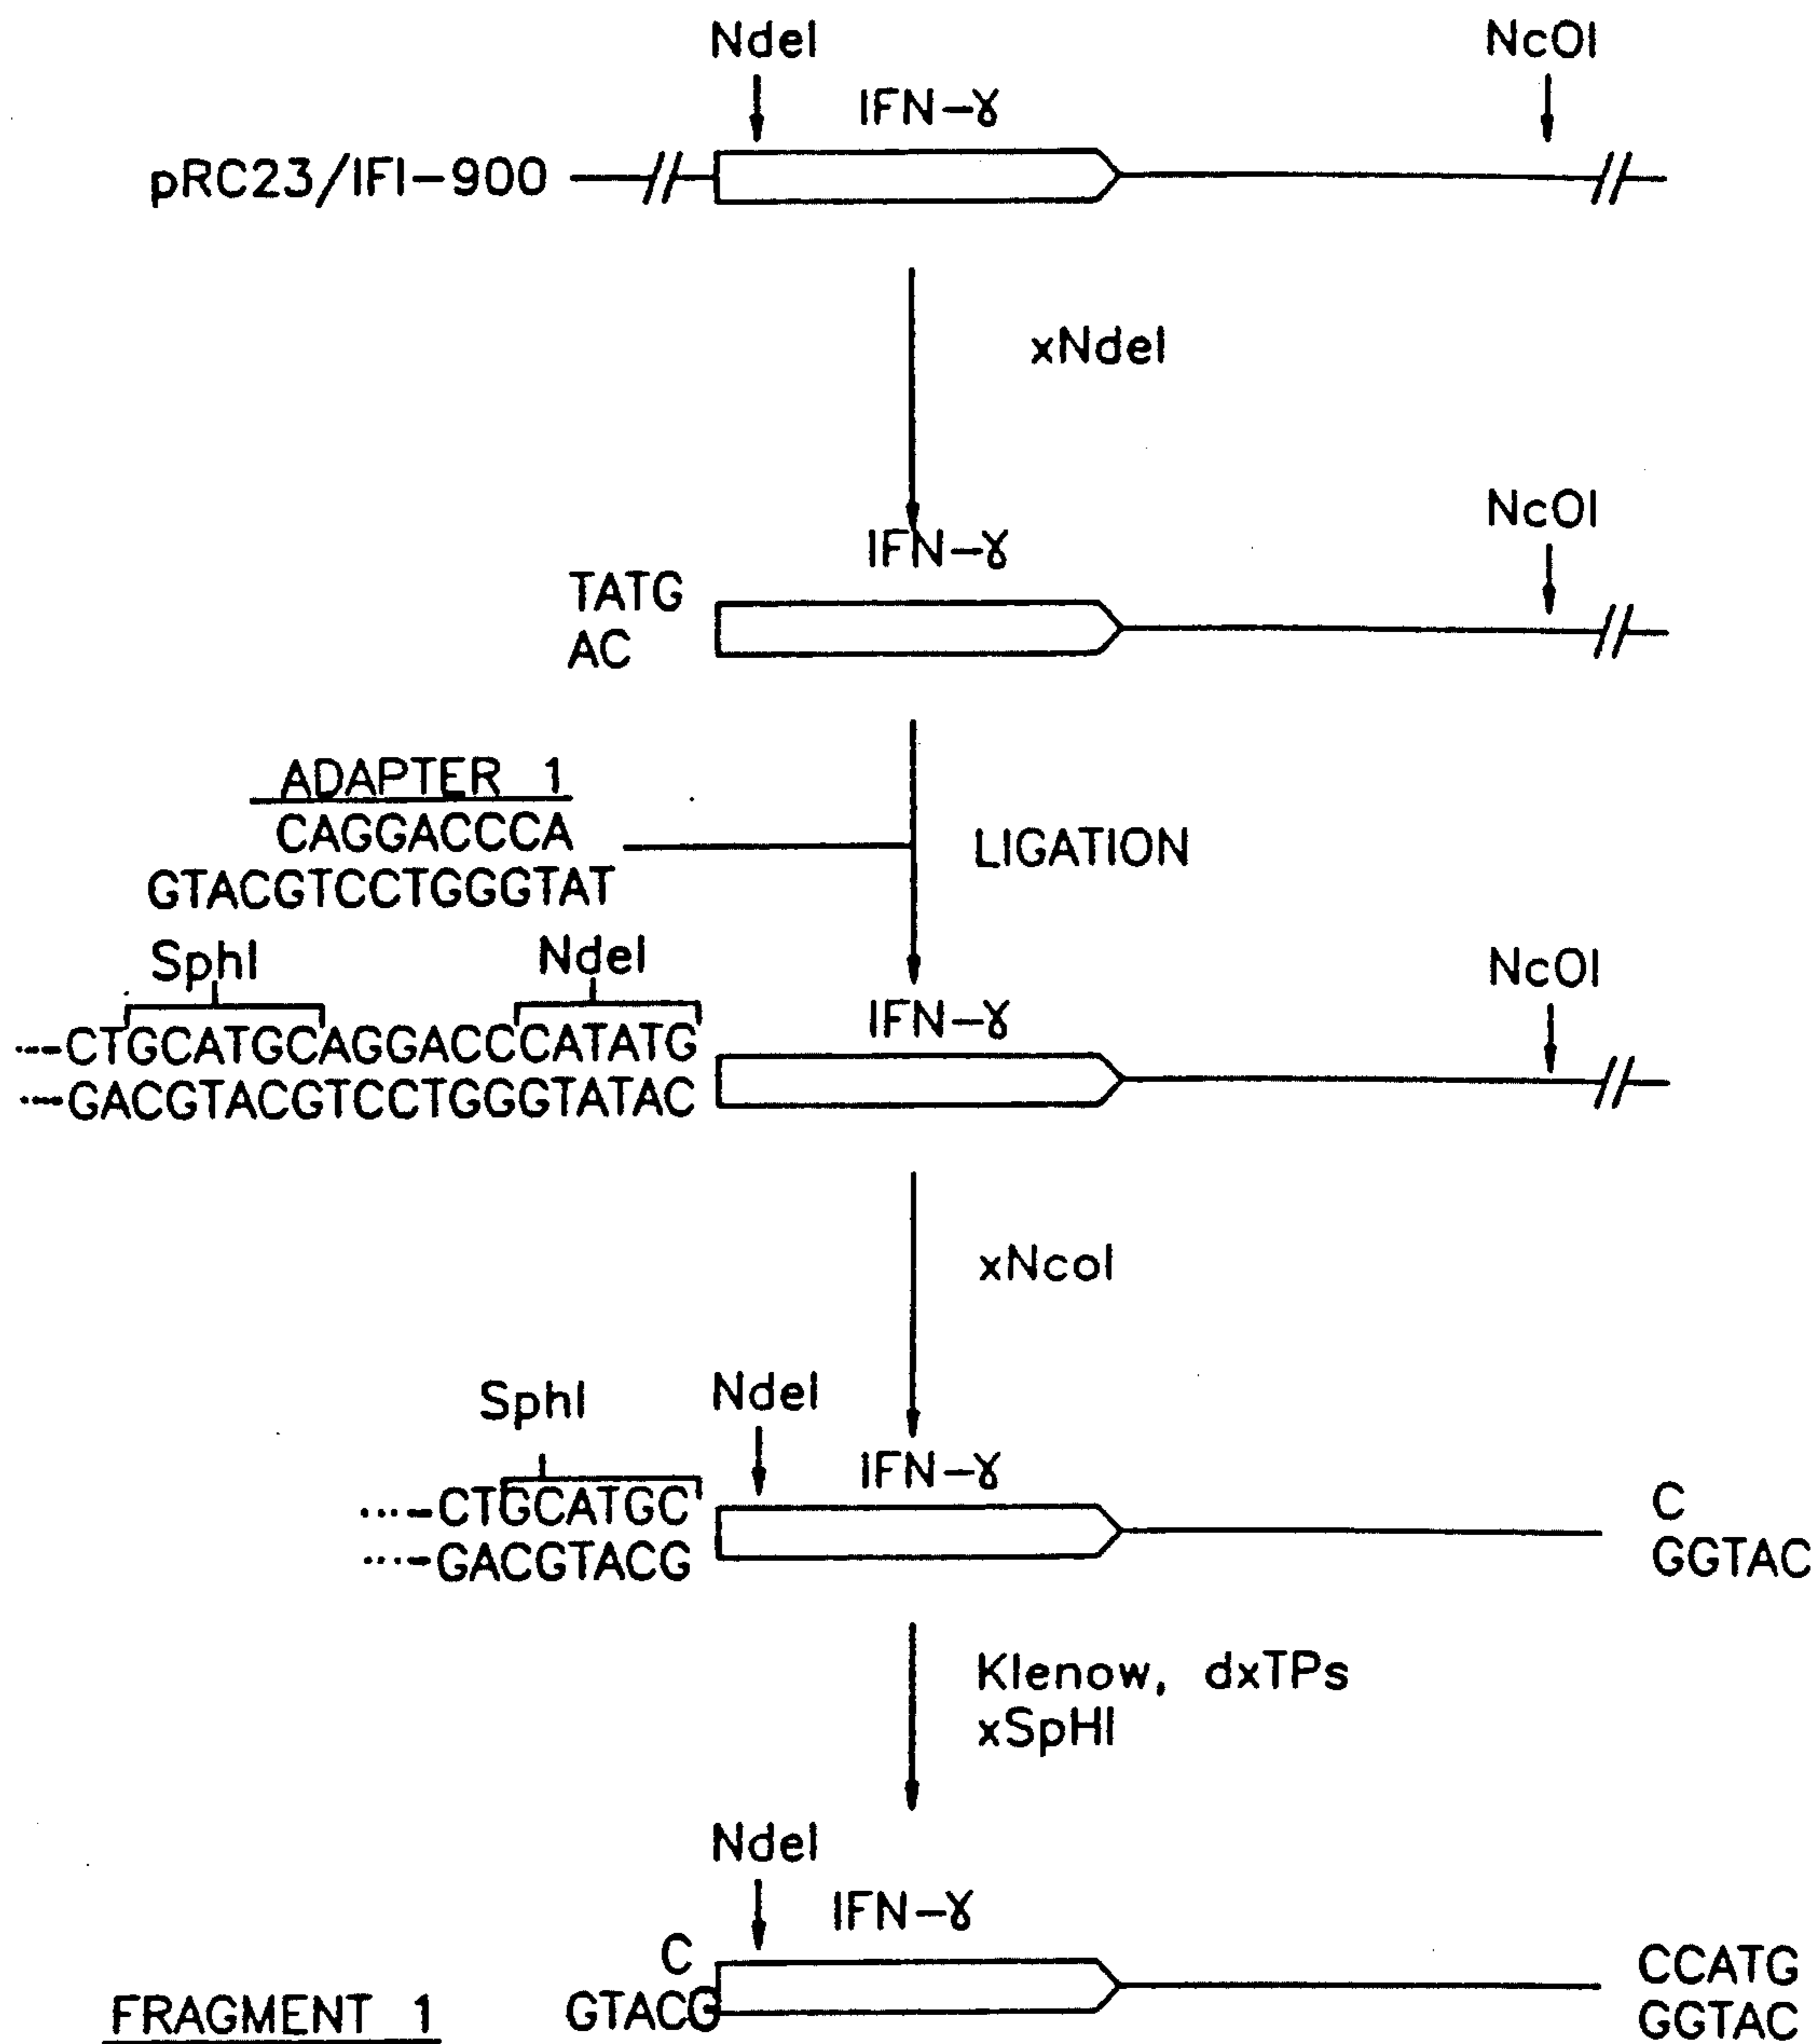 NdeI
NcOI
IFN-γ
pRC23/IFI-900
xNdeI
NcOI
IFN-γ
TATG
AC
ADAPTER 1
CAGGACCCA
GTACGTCCTGGGTAT
LIGATION
SphI
NdeI
NcOI
IFN-γ
---CTGCATGCAGGACCCATATG
---GACGTACGTCCTGGGTATAC
xNcoI
SphI
NdeI
IFN-γ
...-CTGCATGC
...-GACGTACG
C
GGTAC
Klenow, dxTPs
xSpHI
NdeI
IFN-γ
C
GTACG
CCATG
GGTAC
FRAGMENT 1